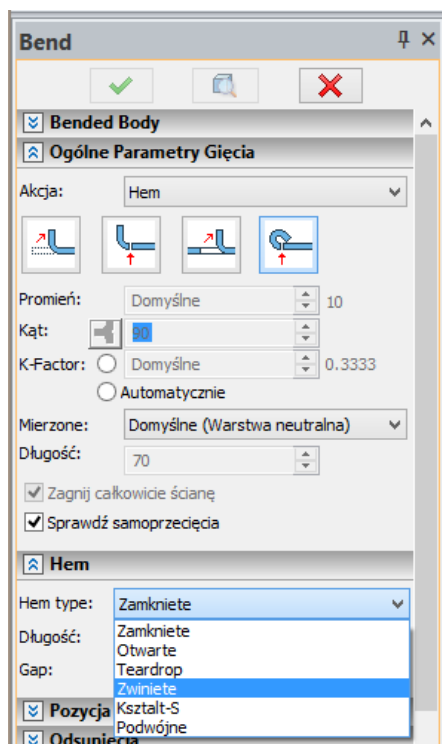 Bend
Bended Body
Ogólne Parametry Gięcia
Akcja: Hem
Promień: Domyślne 10
Kąt: 90
K-Factor: Domyślne 0.3333
Automatycznie
Mierzone: Domyślne (Warstwa neutralna)
Długość: 70
Zagnij całkowicie ścianę
Sprawdź samoprzecięcia
Hem
Hem type: Zamkniete
Długość: Zamkniete
Otwarte
Gap: Teardrop
Zwiniete
Ksztalt-S
Pozycja
Podwójne
Odsunięcia